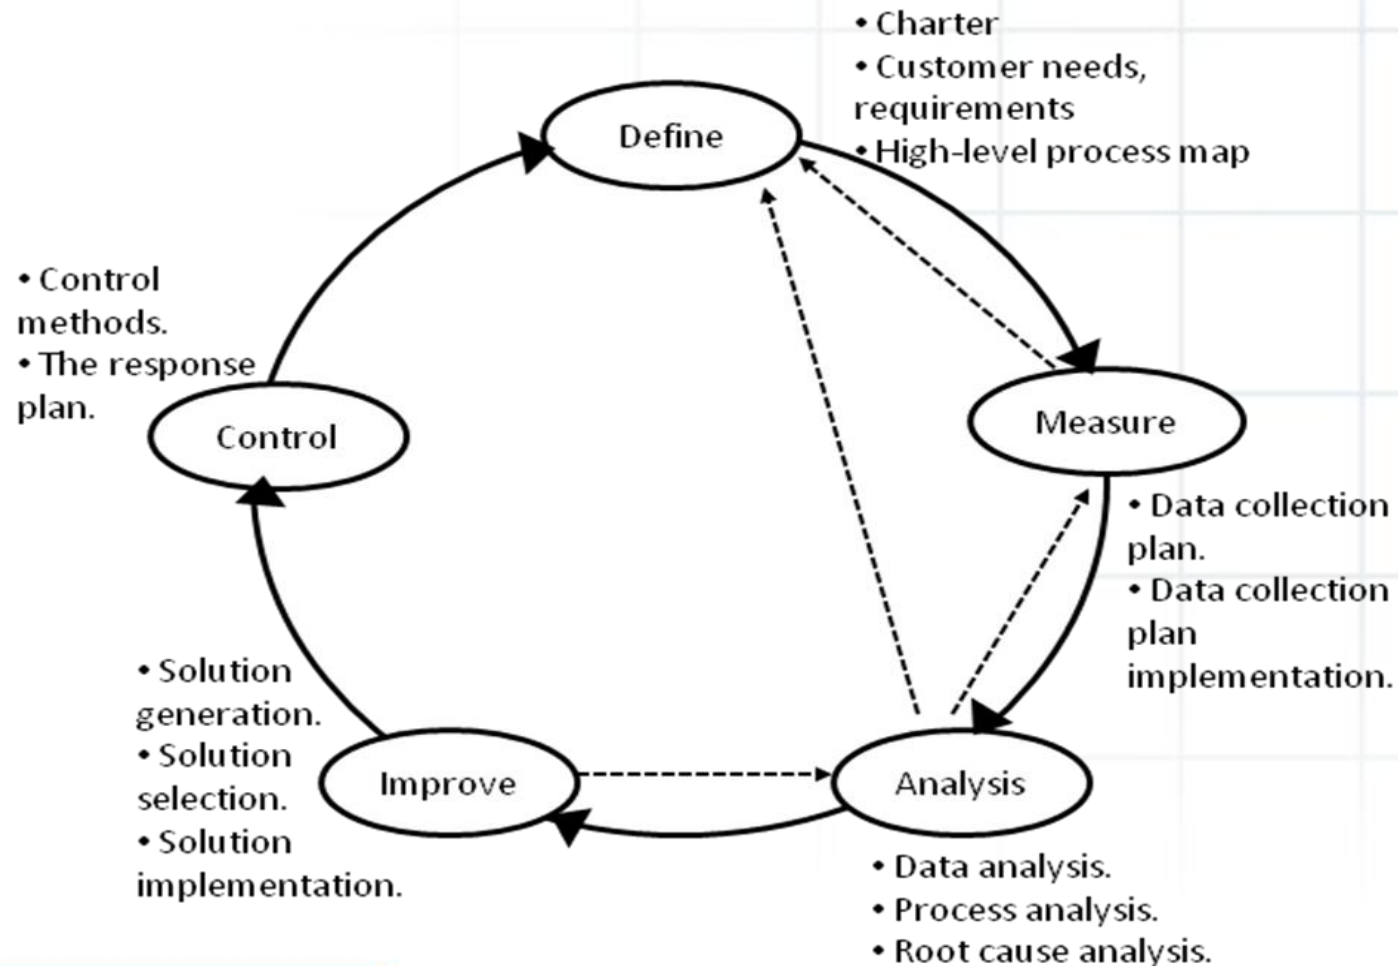 • Charter
• Customer needs,
requirements
• High-level process map
Define
• Control
methods.
• The response
plan.
Control
Measure
• Data collection
plan.
• Data collection
plan
implementation.
• Solution
generation.
• Solution
selection.
• Solution
implementation.
Improve
Analysis
• Data analysis.
• Process analysis.
• Root cause analysis.